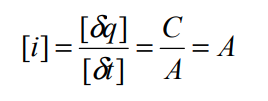 [i] = [δq] / [δt] = C / A = A